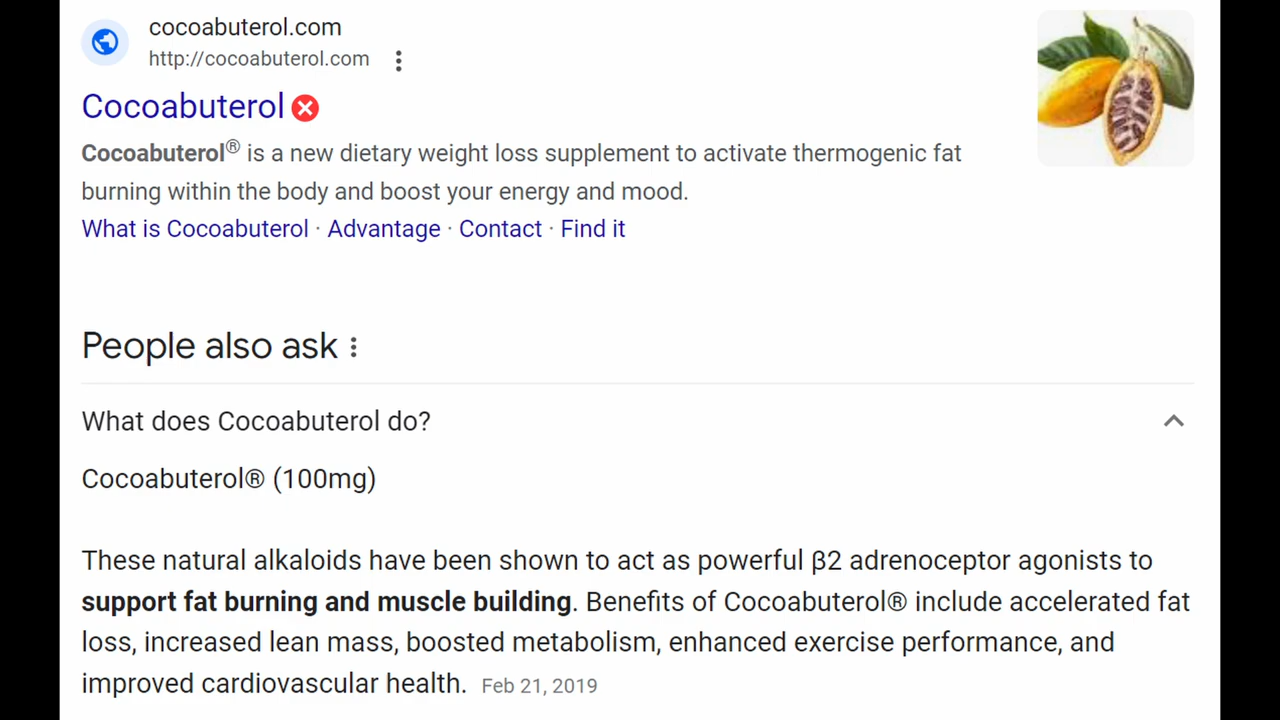 cocoabuterol.com
http://cocoabuterol.com
Cocoabuterol
Cocoabuterol® is a new dietary weight loss supplement to activate thermogenic fat
burning within the body and boost your energy and mood.
What is Cocoabuterol · Advantage · Contact · Find it
People also ask
What does Cocoabuterol do?
Cocoabuterol® (100mg)
These natural alkaloids have been shown to act as powerful β2 adrenoceptor agonists to
support fat burning and muscle building. Benefits of Cocoabuterol® include accelerated fat
loss, increased lean mass, boosted metabolism, enhanced exercise performance, and
improved cardiovascular health. Feb 21, 2019